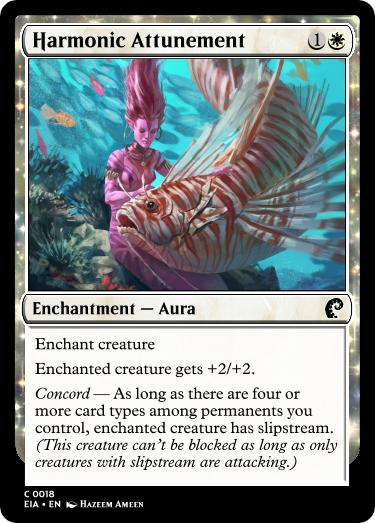 Harmonic Attunement 1
Enchantment — Aura
Enchant creature
Enchanted creature gets +2/+2.
Concord — As long as there are four or
more card types among permanents you
control, enchanted creature has slipstream.
(This creature can't be blocked as long as only
creatures with slipstream are attacking.)
C 0018
EIA • EN Hazeem Ameen